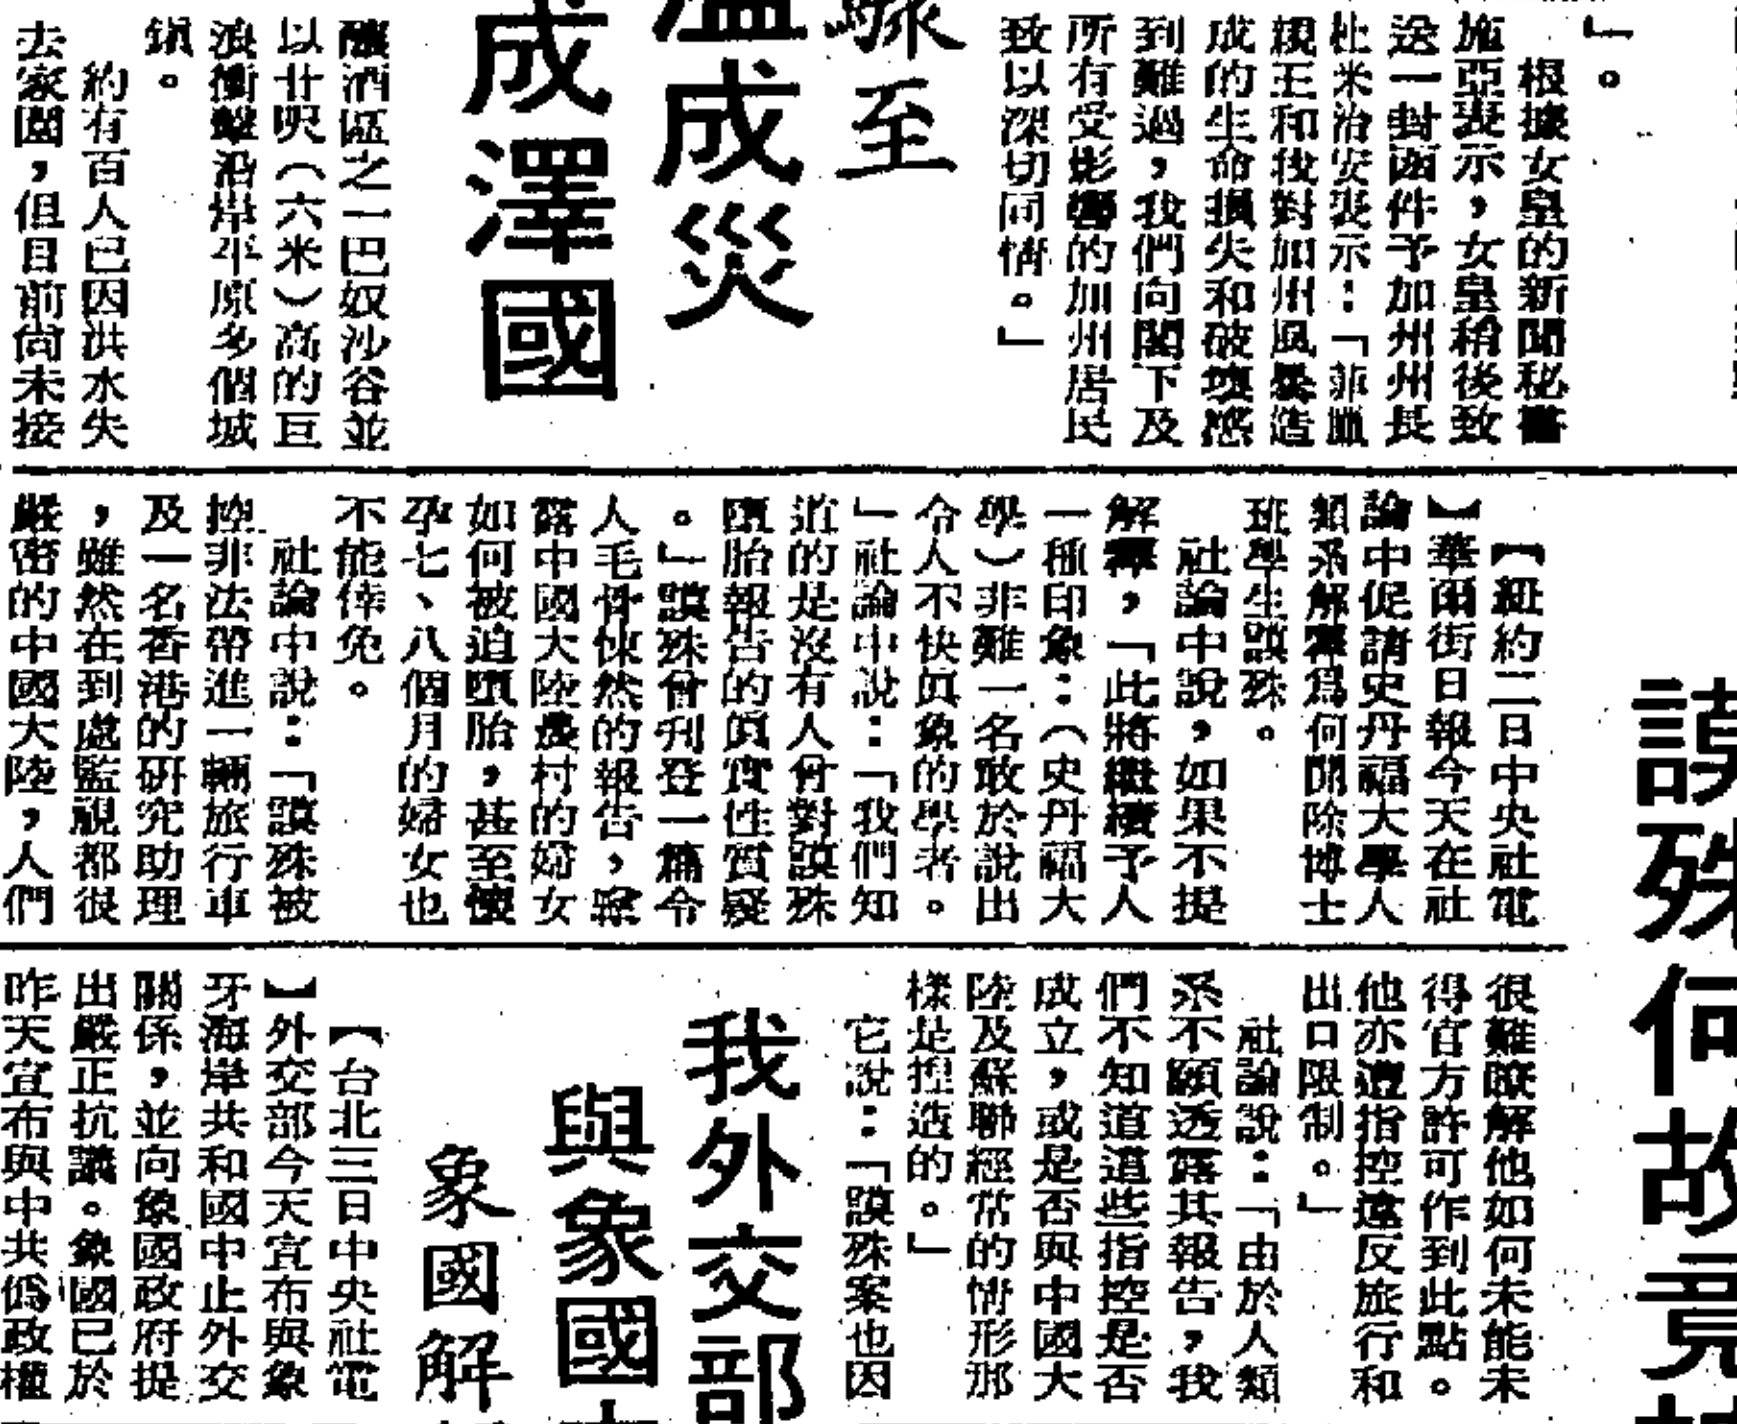 」。
根據女皇的新聞秘書
施亞表示，女皇稍後致
送一封函件予加州州長
杜米治安表示：「菲臘
親王和我對加州風暴造
成的生命損失和破壞感
到難過，我們向閣下及
所有受影響的加州居民
致以深切同情。」
驟至
溫成災
成澤國
釀酒區之一巴奴沙谷並
以廿呎（六米）高的巨
浪衝擊沿岸平原多個城
鎮。
約有百人已因洪水失
去家園，但目前尚未接
謨殊何故竟
【紐約二日中央社電
】華爾街日報今天在社
論中促請史丹福大學人
類系解釋爲何開除博士
班學生謨殊。
社論中說，如果不提
解釋，「此將繼續予人
一種印象：（史丹福大
學）非難一名敢於說出
令人不快眞象的學者。
」社論中說：「我們知
道的是沒有人會對謨殊
墮胎報告的眞實性質疑
。」謨殊會刊登一篇令
人毛骨悚然的報告，揭
露中國大陸農村的婦女
如何被迫墮胎，甚至懷
孕七、八個月的婦女也
不能倖免。
社論中說：「謨殊被
控非法帶進一輛旅行車
及一名香港的研究助理
，雖然在到處監視都很
嚴密的中國大陸，人們
很難瞭解他如何未能未
得官方許可作到此點。
他亦遭指控違反旅行和
出口限制。」
社論說：「由於人類
系不願透露其報告，我
們不知道這些指控是否
成立，或是否與中國大
陸及蘇聯經常的情形那
樣是捏造的。」
它說：「謨殊案也因
我外交部
與象國
象國解
【台北三日中央社電
】外交部今天宣布與象
牙海岸共和國中止外交
關係，並向象國政府提
出嚴正抗議。象國已於
昨天宣布與中共僞政權